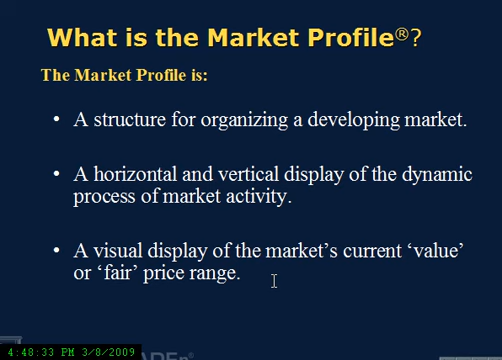 What is the Market Profile®?
The Market Profile is:
• A structure for organizing a developing market.
• A horizontal and vertical display of the dynamic
process of market activity.
• A visual display of the market's current 'value'
or 'fair' price range.
4:48:33 PM 3/8/2009